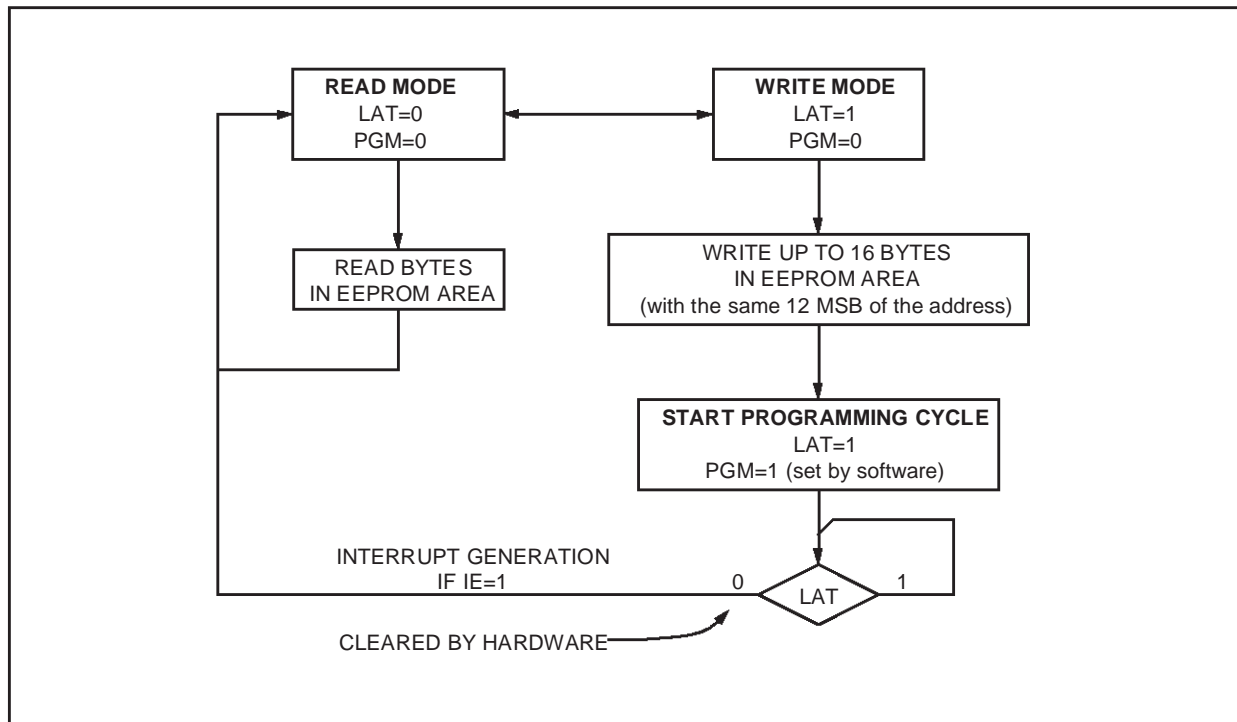 READ MODE
LAT=0
PGM=0
WRITE MODE
LAT=1
PGM=0
READ BYTES
IN EEPROM AREA
WRITE UP TO 16 BYTES
IN EEPROM AREA
(with the same 12 MSB of the address)
START PROGRAMMING CYCLE
LAT=1
PGM=1 (set by software)
INTERRUPT GENERATION
IF IE=1
0
1
LAT
CLEARED BY HARDWARE